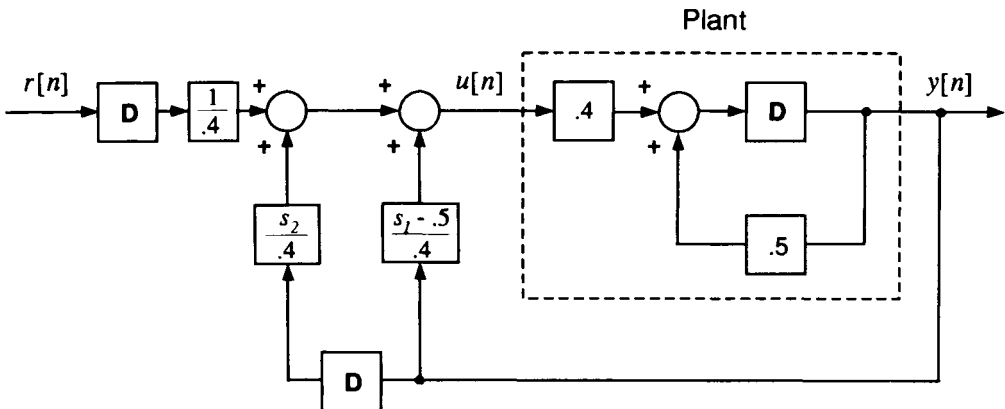 Plant
r[n]
D
1
.4
+
+
+
+
u[n]
.4
+
+
D
y[n]
s₂
.4
s₁ - .5
.4
.5
D